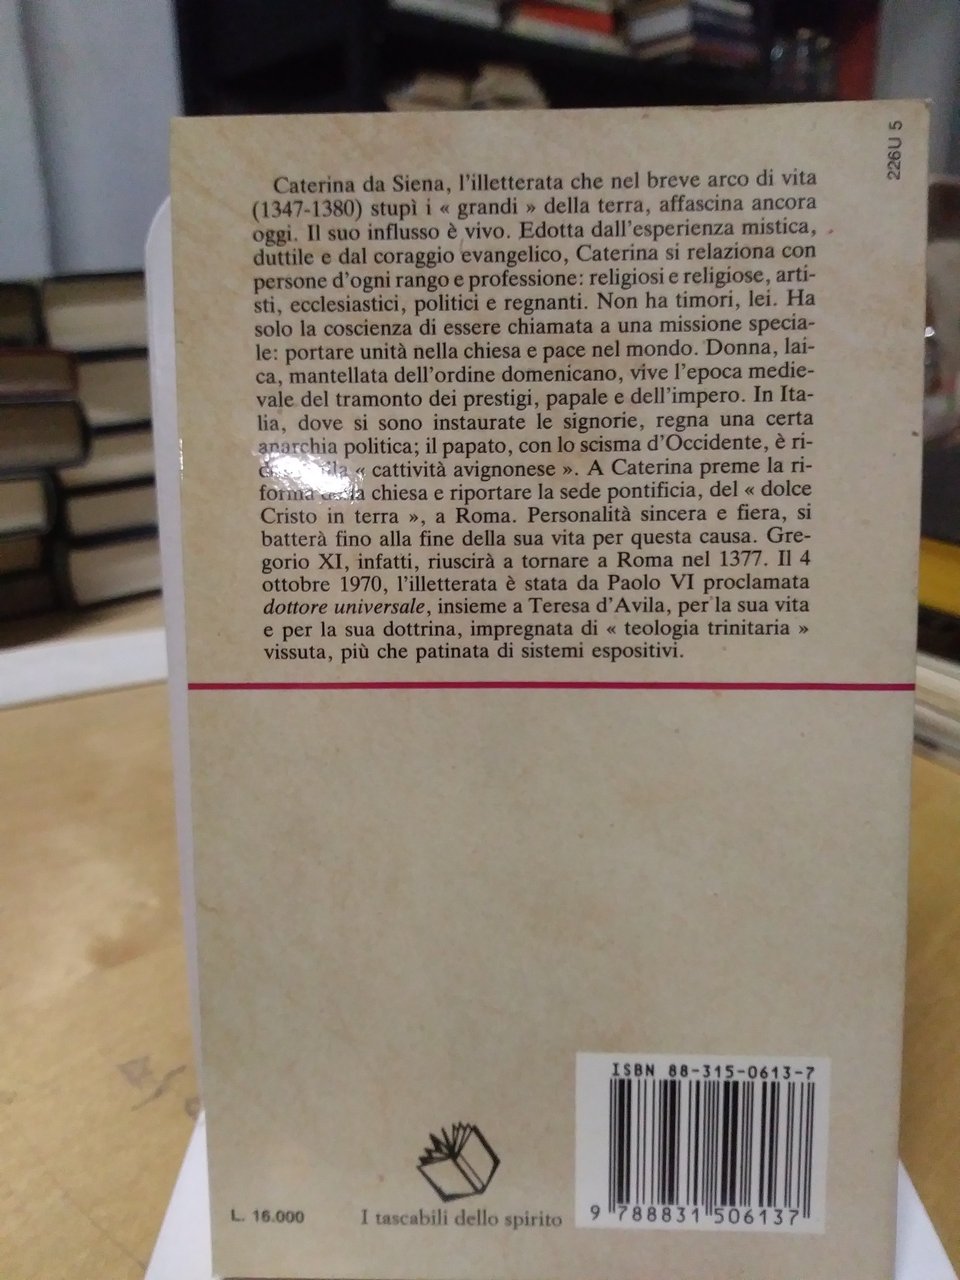 226U 5
Caterina da Siena, l'illetterata che nel breve arco di vita
(1347-1380) stupì i « grandi » della terra, affascina ancora
oggi. Il suo influsso è vivo. Edotta dall'esperienza mistica,
duttile e dal coraggio evangelico, Caterina si relaziona con
persone d'ogni rango e professione: religiosi e religiose, arti-
sti, ecclesiastici, politici e regnanti. Non ha timori, lei. Ha
solo la coscienza di essere chiamata a una missione specia-
le: portare unità nella chiesa e pace nel mondo. Donna, lai-
ca, mantellata dell'ordine domenicano, vive l'epoca medie-
vale del tramonto dei prestigi, papale e dell'impero. In Ita-
lia, dove si sono instaurate le signorie, regna una certa
anarchia politica; il papato, con lo scisma d'Occidente, è ri-
« cattività avignonese ». A Caterina preme la ri-
forma chiesa e riportare la sede pontificia, del « dolce
Cristo in terra », a Roma. Personalità sincera e fiera, si
batterà fino alla fine della sua vita per questa causa. Gre-
gorio XI, infatti, riuscirà a tornare a Roma nel 1377. Il 4
ottobre 1970, l'illetterata è stata da Paolo VI proclamata
dottore universale, insieme a Teresa d'Avila, per la sua vita
e per la sua dottrina, impregnata di « teologia trinitaria »
vissuta, più che patinata di sistemi espositivi.
ISBN 88-315-0613-7
9 788831 506137
L. 16.000
I tascabili dello spirito